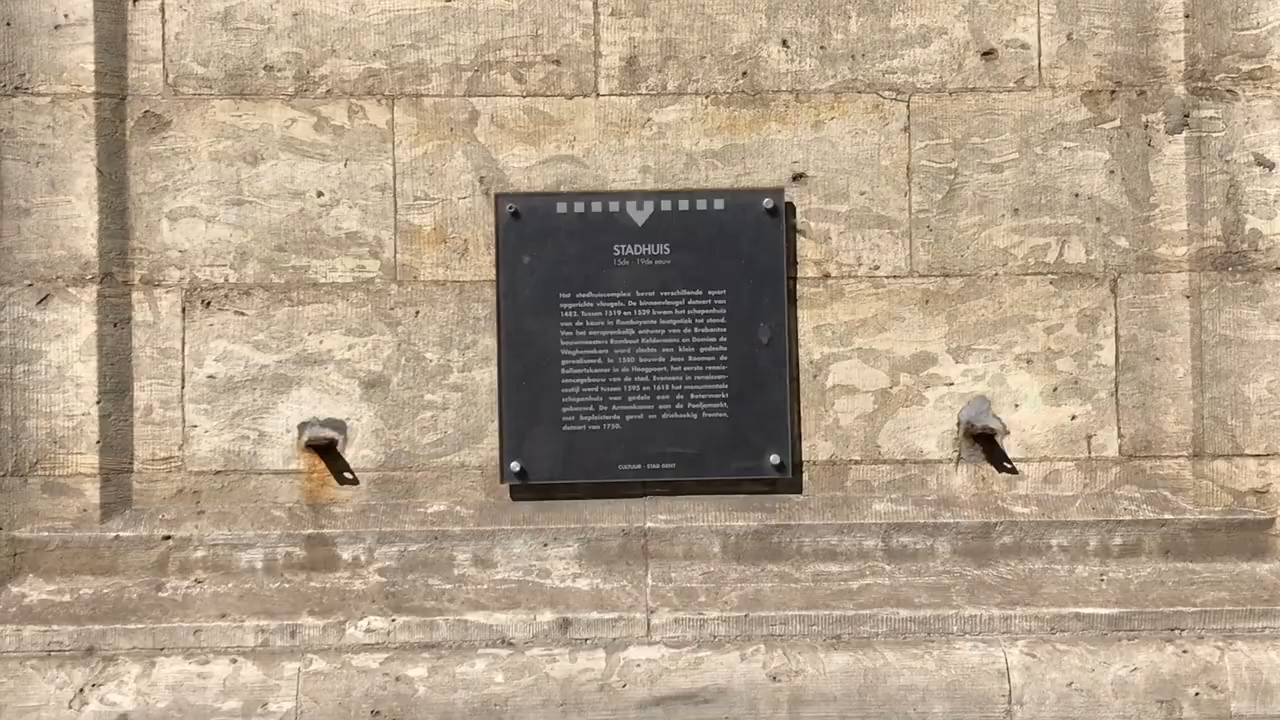 STADHUIS
15de - 19de eeuw
Het stadhuiscomplex bevat verschillende apart
opgerichte vleugels. De binnenvleugel dateert van
1482. Tussen 1519 en 1539 kwam het schepenhuis
van de keure in flamboyante laatgotiek tot stand.
Van het oorspronkelijk ontwerp van de Brabantse
bouwmeesters Rombout Keldermans en Domien de
Waghemakere werd slechts een klein gedeelte
gerealiseerd. In 1580 bouwde Joos Rooman de
Bollaertskamer in de Hoogpoort, het eerste renais-
sancegebouw van de stad. Eveneens in renaissan-
cestijl werd tussen 1595 en 1618 het monumentale
schepenhuis van gedele aan de Botermarkt
gebouwd. De Armenkamer aan de Poeljemarkt,
met bepleisterde gevel en driehoekig fronton,
dateert van 1750.
CULTUUR - STAD GENT